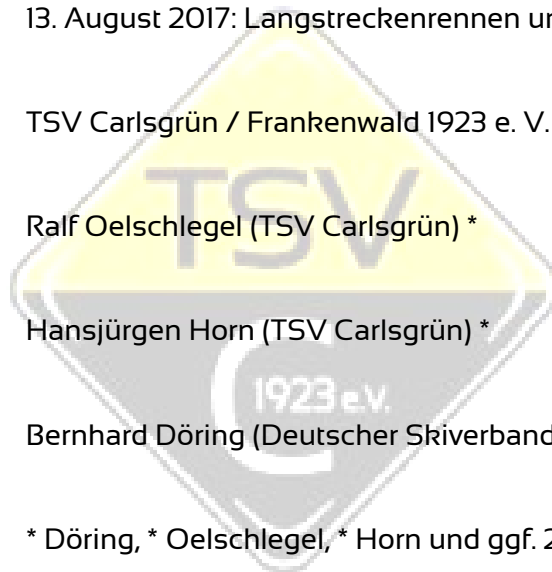 13. August 2017: Langstreckenrennen u
TSV Carlsgrün / Frankenwald 1923 e. V.
TSV
Ralf Oelschlegel (TSV Carlsgrün) *
Hansjürgen Horn (TSV Carlsgrün) *
C
1923 e.V.
Bernhard Döring (Deutscher Skiverband
* Döring, * Oelschlegel, * Horn und ggf. 2